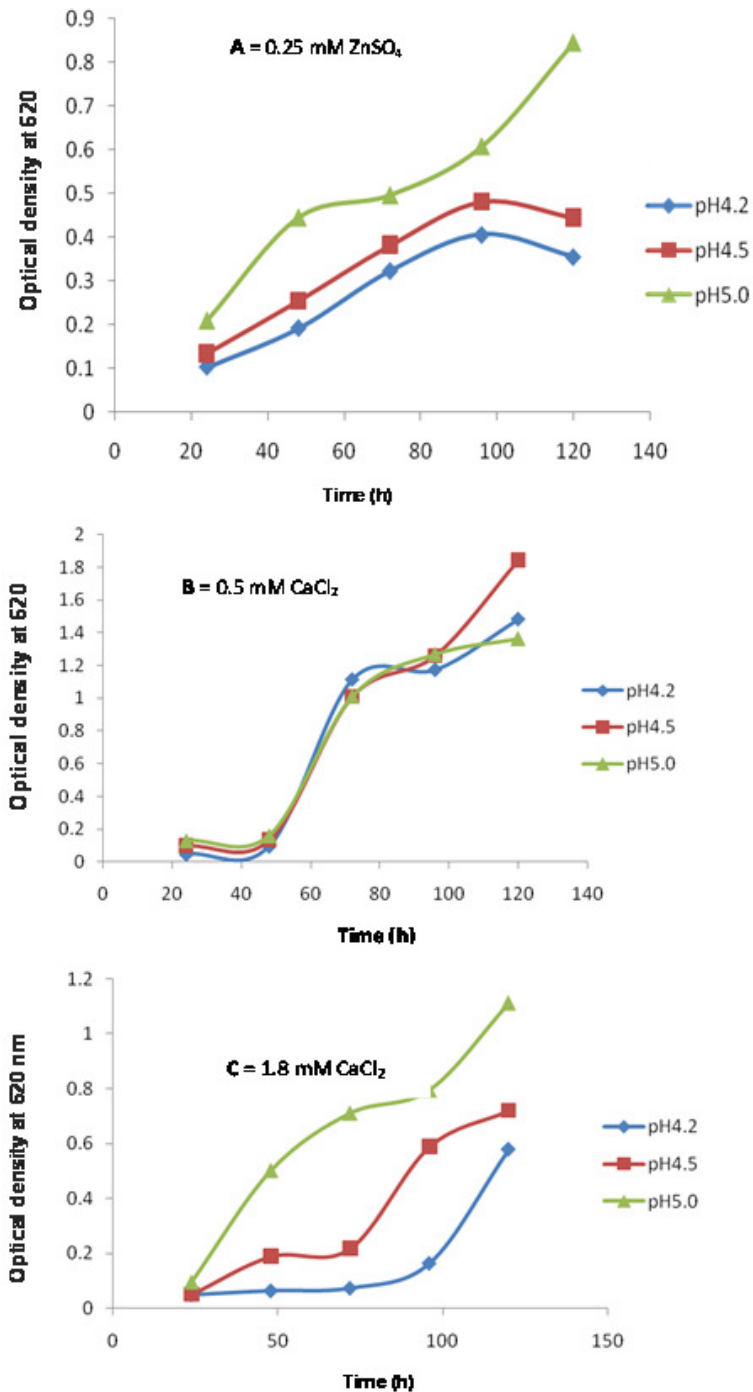 A = 0.25 mM ZnSO₄
Optical density at 620
0.9
0.8
0.7
0.6
0.5
0.4
0.3
0.2
0.1
0
0 20 40 60 80 100 120 140
Time (h)
pH4.2
pH4.5
pH5.0
B = 0.5 mM CaCl₂
Optical density at 620
2
1.8
1.6
1.4
1.2
1
0.8
0.6
0.4
0.2
0
0 20 40 60 80 100 120 140
Time (h)
pH4.2
pH4.5
pH5.0
C = 1.8 mM CaCl₂
Optical density at 620 nm
1.2
1
0.8
0.6
0.4
0.2
0
0 50 100 150
Time (h)
pH4.2
pH4.5
pH5.0